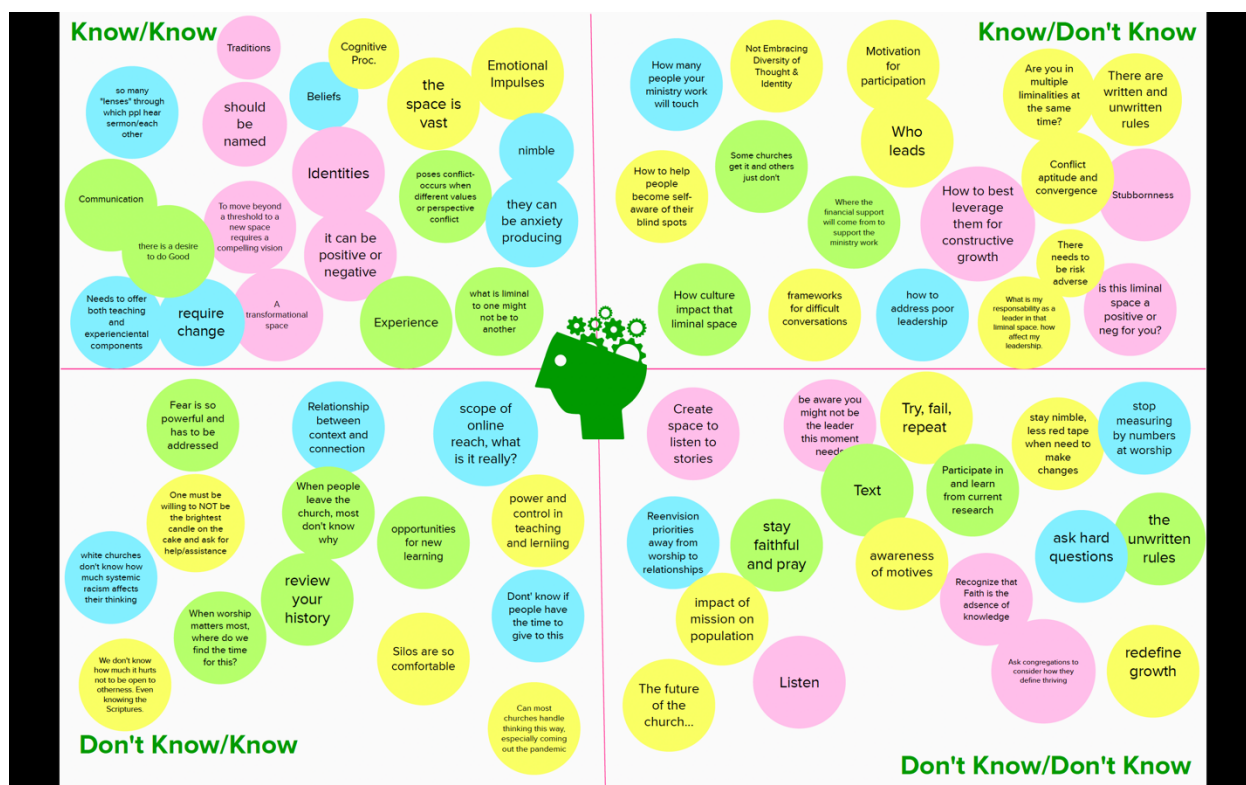 Know/Know
Traditions
Cognitive
Proc.
Emotional
Impulses
the
space is
vast
Beliefs
so many
"lenses" through
which ppl hear
sermon/each
other
should
be
named
nimble
Identities
poses conflict-
occurs when
different values
or perspective
conflict
they can
be anxiety
producing
Communication
To move beyond
a threshold to a
new space
requires a
compelling vision
there is a desire
to do Good
it can be
positive or
negative
Needs to offer
both teaching
and
experienciental
components
require
change
A
transformational
space
Experience
what is liminal
to one might
not be to
another
Know/Don't Know
How many
people your
ministry work
will touch
Not Embracing
Diversity of
Thought &
Identity
Motivation
for
participation
Are you in
multiple
liminalities at
the same
time?
There are
written and
unwritten
rules
Who
leads
Some churches
get it and others
just don't
How to help
people
become self-
aware of their
blind spots
Where the
financial support
will come from to
support the
ministry work
How to best
leverage
them for
constructive
growth
Conflict
aptitude and
convergence
Stubbornness
There
needs to
be risk
adverse
How culture
impact that
liminal space
frameworks
for difficult
conversations
how to
address poor
leadership
What is my
responsability as a
leader in that
liminal space. how
affect my
leadership.
is this liminal
space a
positive or
neg for you?
Fear is so
powerful and
has to be
addressed
Relationship
between
context and
connection
scope of
online
reach, what
is it really?
One must be
willing to NOT be
the brightest
candle on the
cake and ask for
help/assistance
When people
leave the
church, most
don't know
why
opportunities
for new
learning
power and
control in
teaching
and lerniing
white churches
don't know how
much systemic
racism affects
their thinking
review
your
history
When worship
matters most,
where do we
find the time
for this?
Dont' know if
people have
the time to
give to this
Silos are so
comfortable
We don't know
how much it hurts
not to be open to
otherness. Even
knowing the
Scriptures.
Can most
churches handle
thinking this way,
especially coming
out the pandemic
Don't Know/Know
Create
space to
listen to
stories
be aware you
might not be
the leader
this moment
needs
Try, fail,
repeat
stay nimble,
less red tape
when need to
make
changes
stop
measuring
by numbers
at worship
Text
Participate in
and learn
from current
research
Reenvision
priorities
away from
worship to
relationships
stay
faithful
and pray
awareness
of motives
ask hard
questions
the
unwritten
rules
Recognize that
Faith is the
adsence of
knowledge
impact of
mission on
population
Listen
Ask congregations to
consider how they
define thriving
redefine
growth
The future
of the
church...
Don't Know/Don't Know